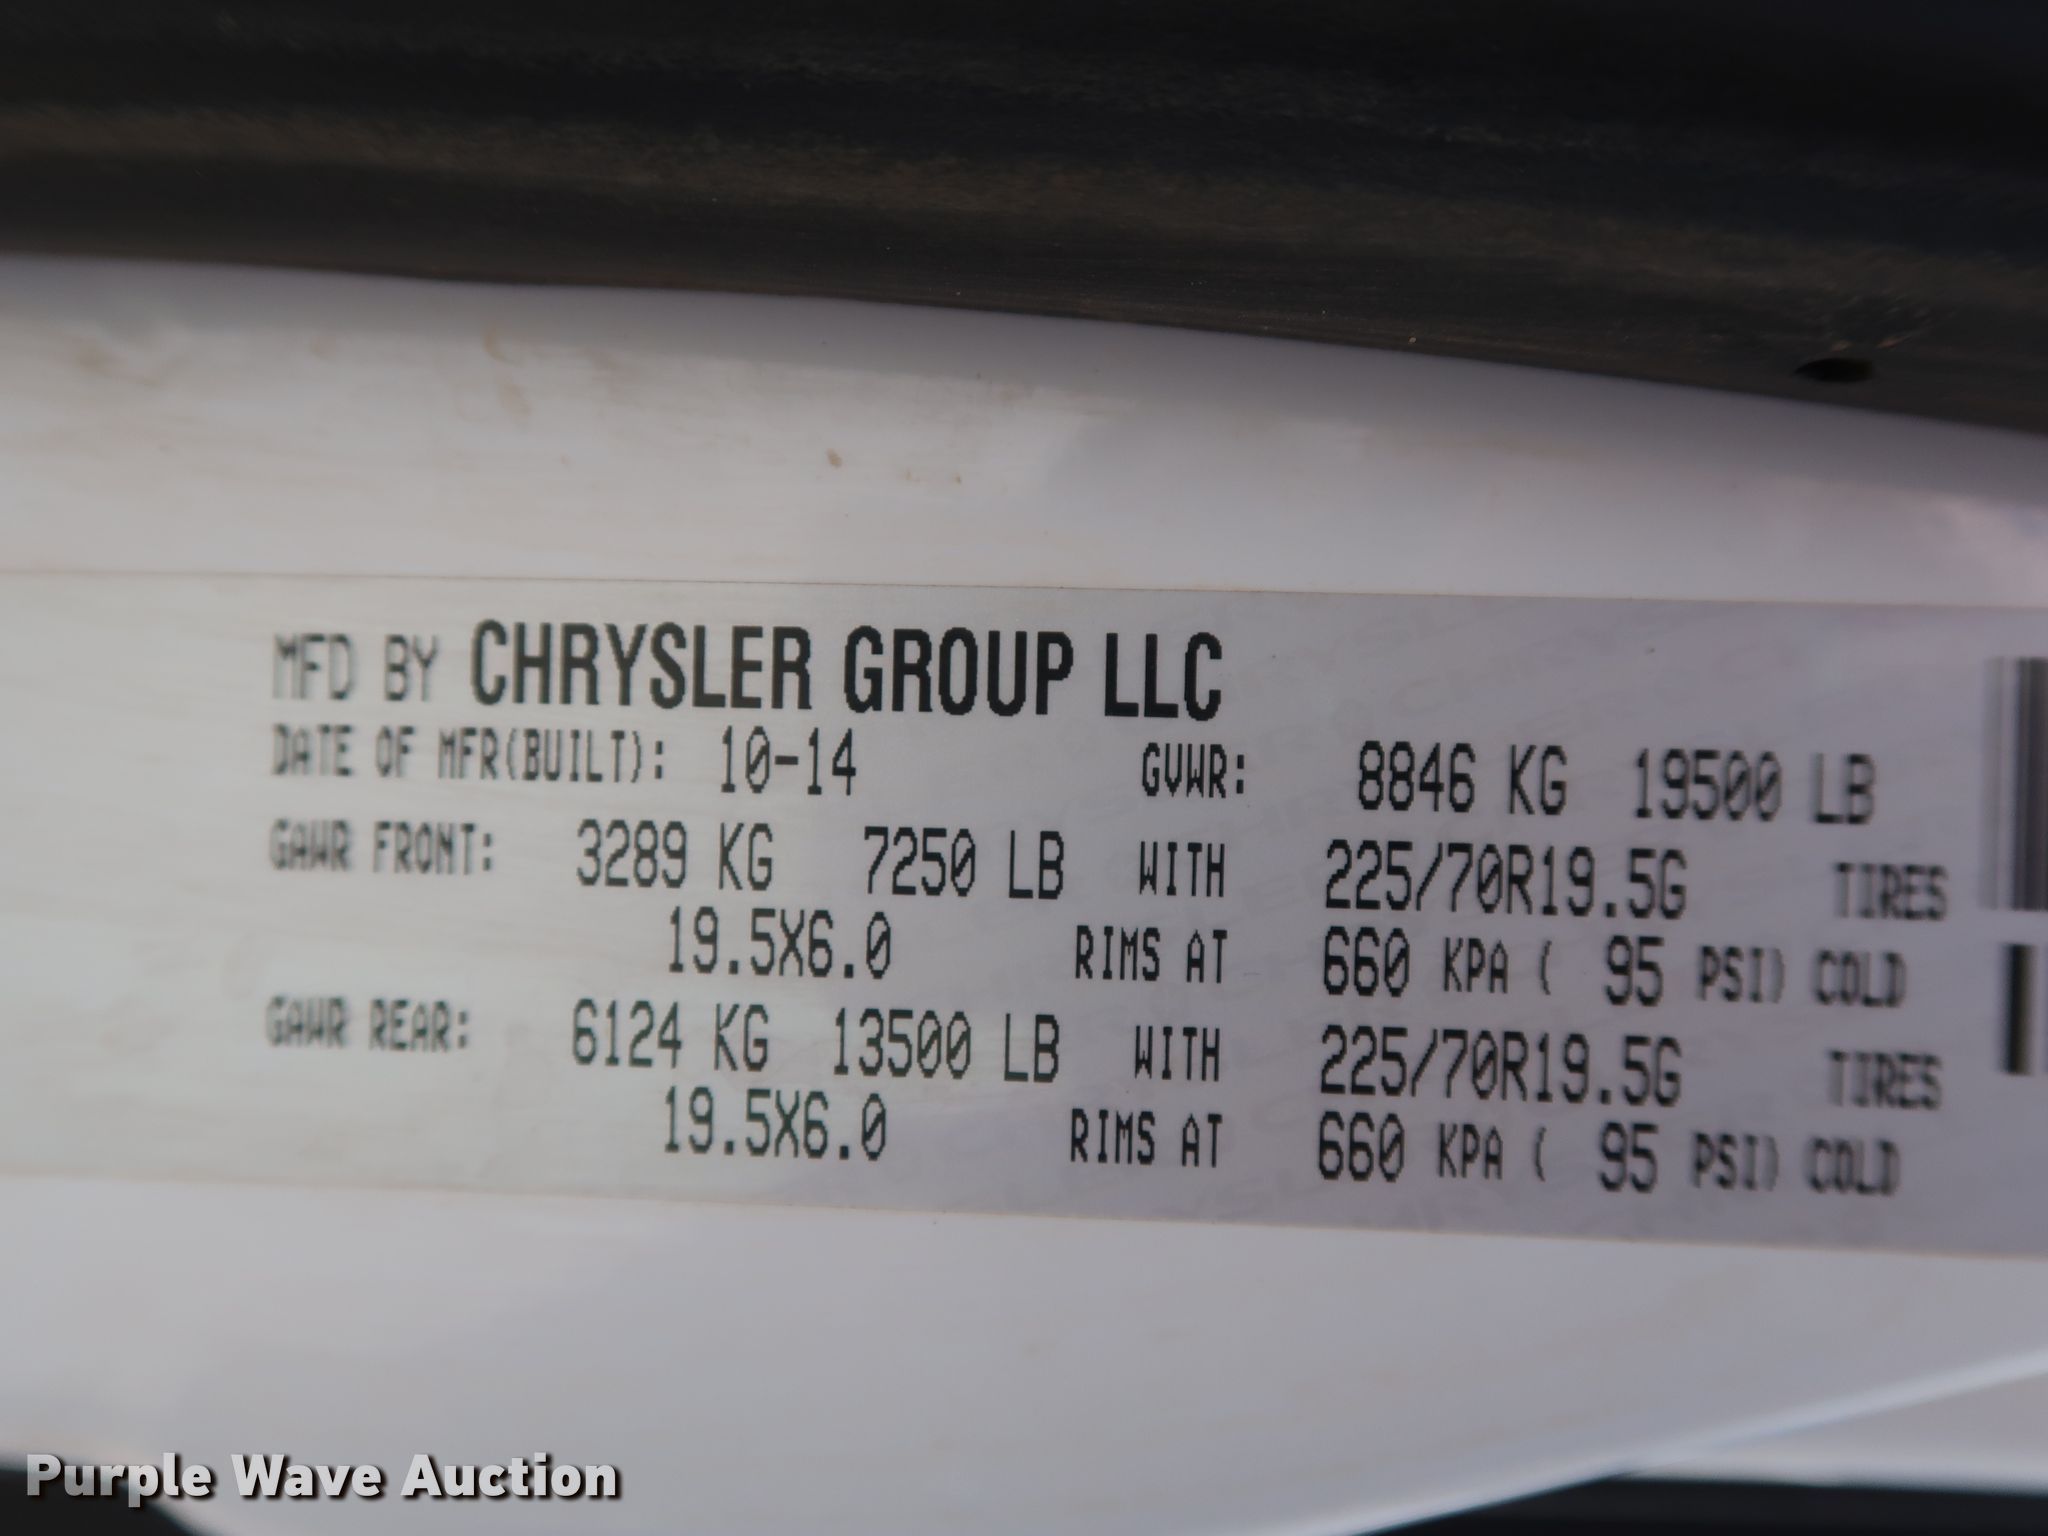 MFD BY CHRYSLER GROUP LLC
DATE OF MFR(BUILT): 10-14 GVWR: 8846 KG 19500 LB
GAWR FRONT: 3289 KG 7250 LB WITH 225/70R19.5G TIRES
19.5X6.0 RIMS AT 660 KPA ( 95 PSI) COLD
GAWR REAR: 6124 KG 13500 LB WITH 225/70R19.5G TIRES
19.5X6.0 RIMS AT 660 KPA ( 95 PSI) COLD
Purple Wave Auction